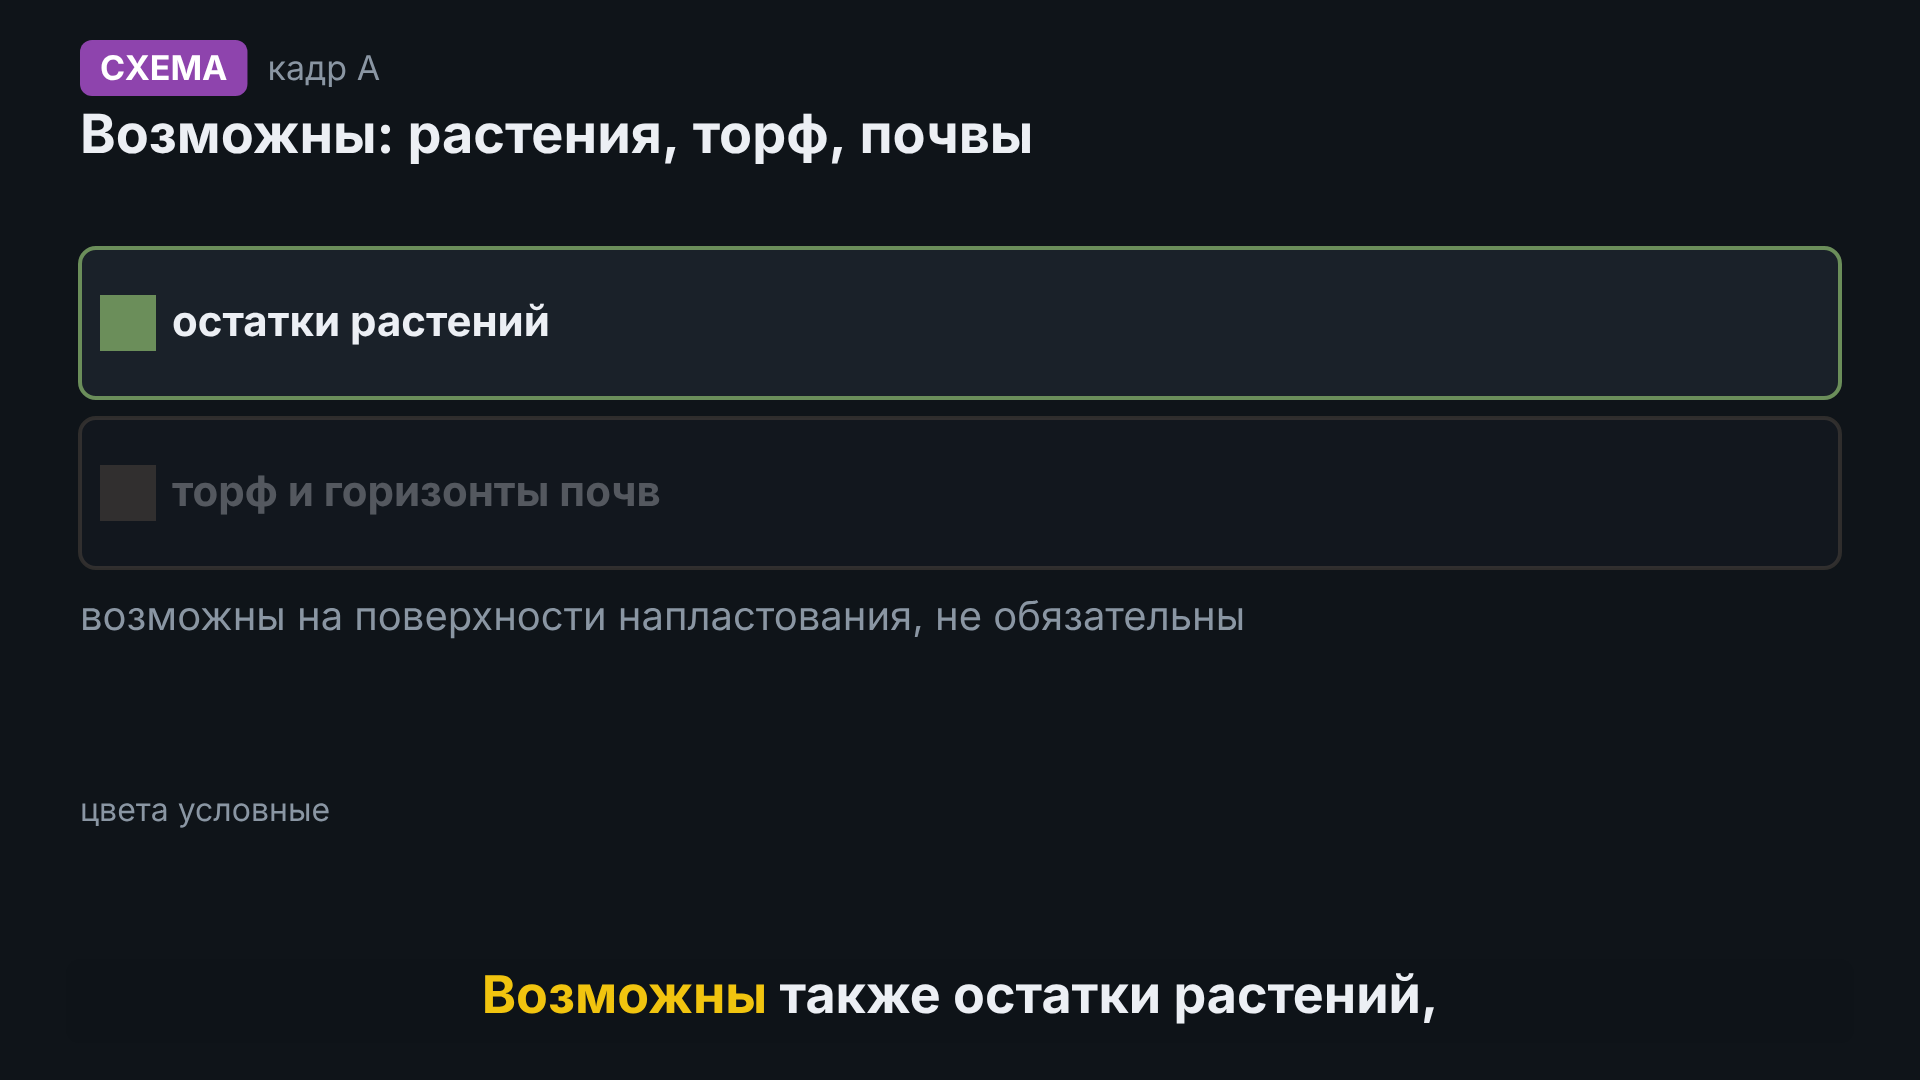 СХЕМА кадр А
Возможны: растения, торф, почвы
остатки растений
торф и горизонты почв
возможны на поверхности напластования, не обязательны
цвета условные
Возможны также остатки растений,